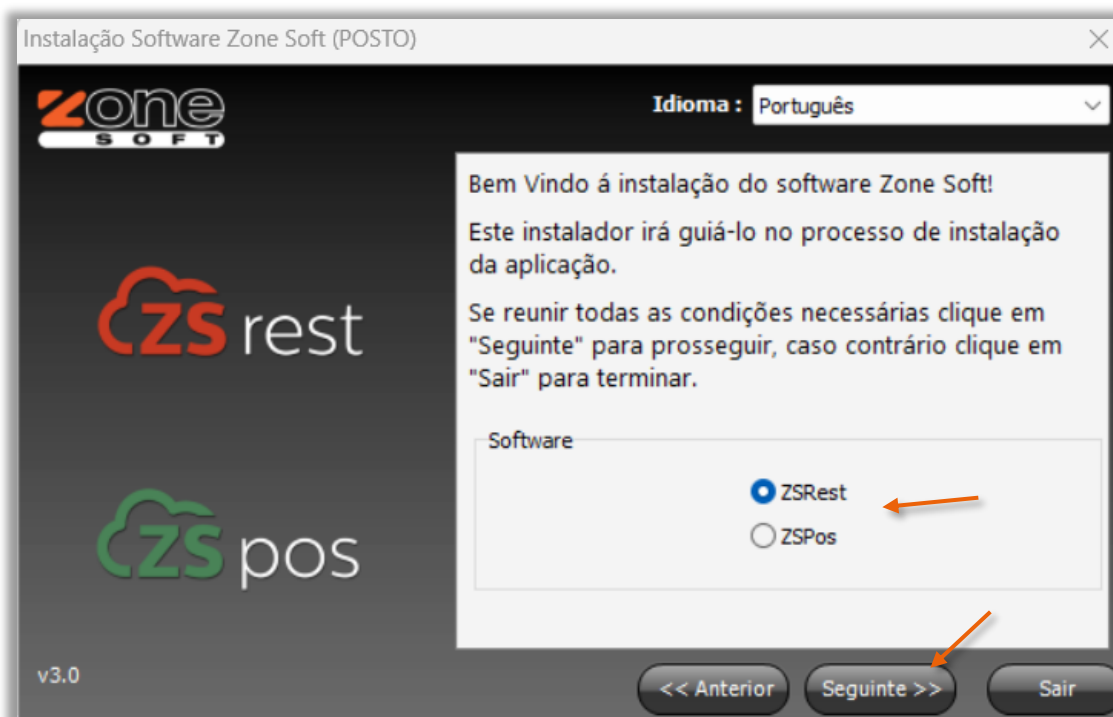 Instalação Software Zone Soft (POSTO)
zone
SOFT
Idioma : Português
Bem Vindo á instalação do software Zone Soft!
Este instalador irá guiá-lo no processo de instalação
da aplicação.
Se reunir todas as condições necessárias clique em
"Seguinte" para prosseguir, caso contrário clique em
"Sair" para terminar.
ZS rest
Software
ZSRest
ZSPos
ZS pos
v3.0
<< Anterior
Seguinte >>
Sair